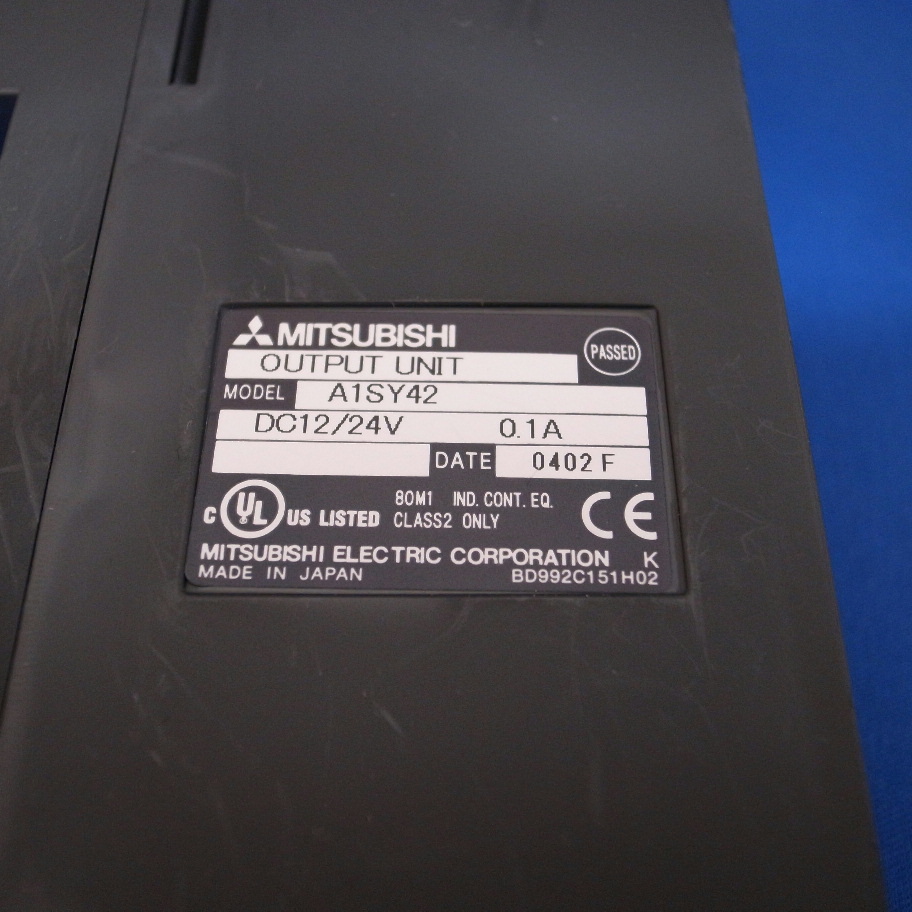 MITSUBISHI
PASSED
OUTPUT UNIT
MODEL A1SY42
DC12/24V 0.1A
DATE 0402 F
C UL US LISTED
80M1 IND. CONT. EQ.
CLASS2 ONLY
CE
MITSUBISHI ELECTRIC CORPORATION K
MADE IN JAPAN BD992C151H02